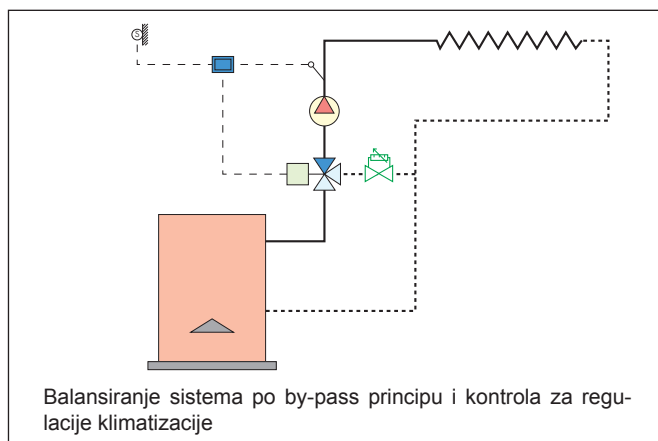 S
Balansiranje sistema po by-pass principu i kontrola za regu-
lacije klimatizacije